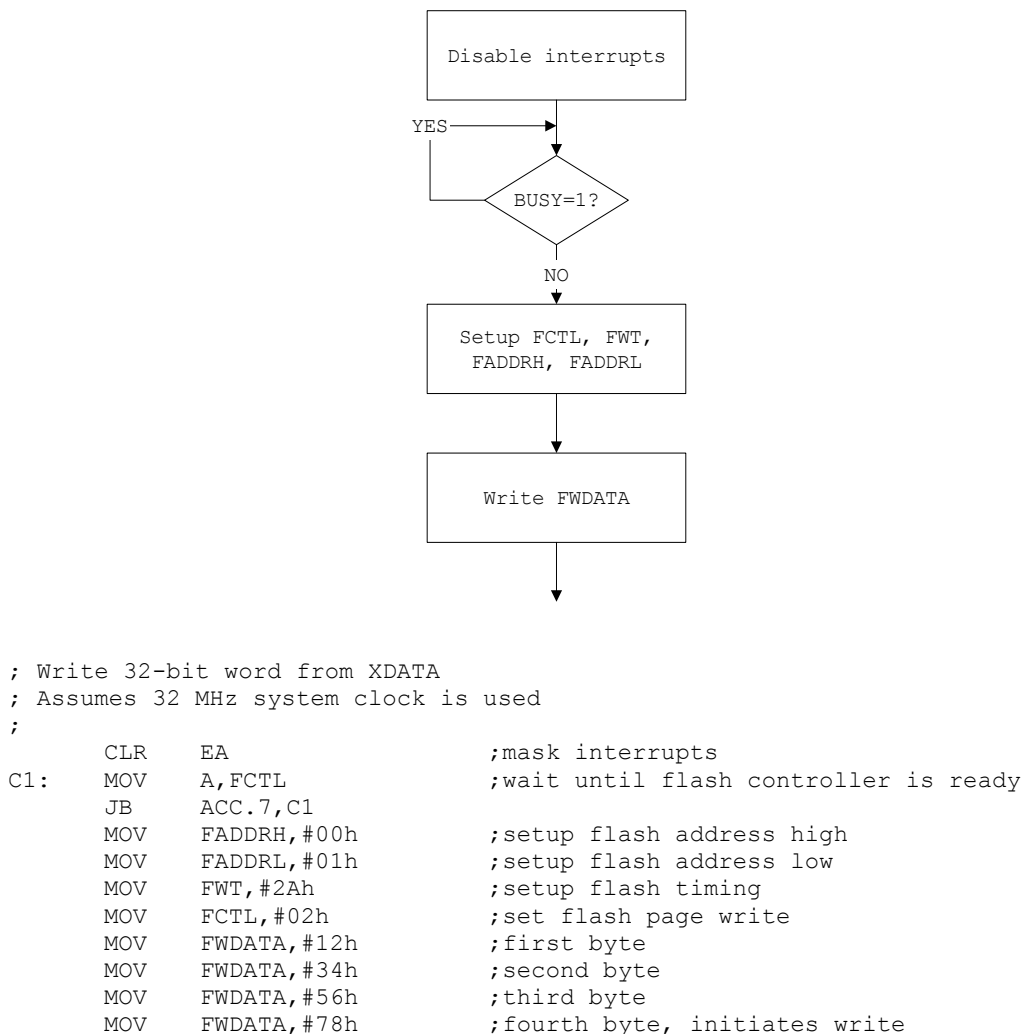 Disable interrupts
YES
BUSY=1?
NO
Setup FCTL, FWT,
FADDRH, FADDRL
Write FWDATA
; Write 32-bit word from XDATA
; Assumes 32 MHz system clock is used
;
CLR EA ;mask interrupts
C1: MOV A,FCTL ;wait until flash controller is ready
JB ACC.7,C1
MOV FADDRH,#00h ;setup flash address high
MOV FADDRL,#01h ;setup flash address low
MOV FWT,#2Ah ;setup flash timing
MOV FCTL,#02h ;set flash page write
MOV FWDATA,#12h ;first byte
MOV FWDATA,#34h ;second byte
MOV FWDATA,#56h ;third byte
MOV FWDATA,#78h ;fourth byte, initiates write